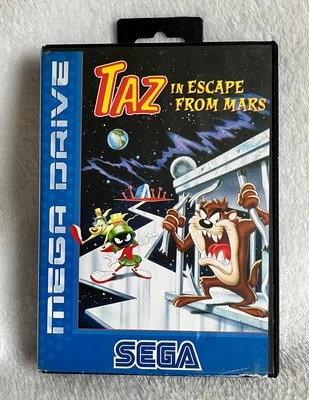 MEGA DRIVE
TAZ IN ESCAPE
FROM MARS
SEGA